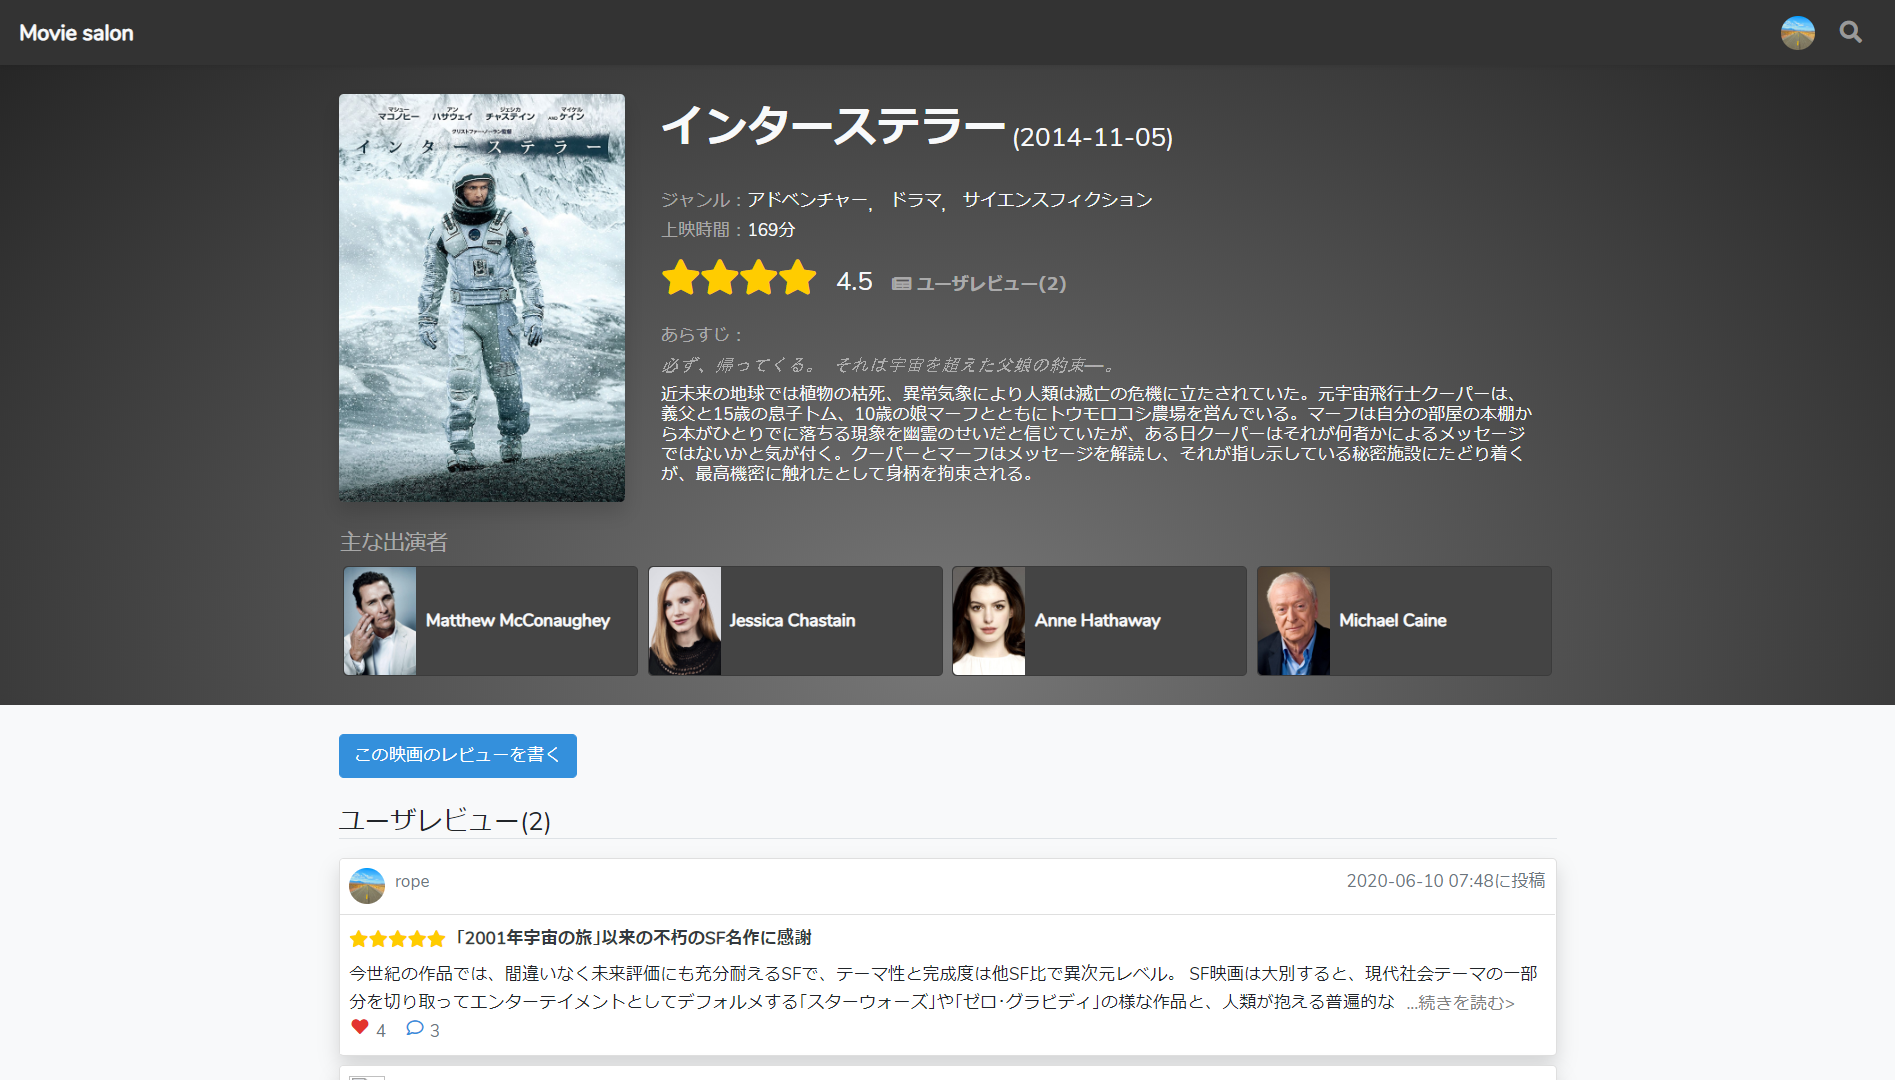 Movie salon
マシュー アン ジェシカ マイケル
マコノヒー ハサウェイ チャステイン AND ケイン
クリストファー・ノーラン監督
インターステラー
インターステラー (2014-11-05)
ジャンル：アドベンチャー, ドラマ, サイエンスフィクション
上映時間：169分
4.5 ユーザレビュー(2)
あらすじ：
必ず、帰ってくる。 それは宇宙を超えた父娘の約束—。
近未来の地球では植物の枯死、異常気象により人類は滅亡の危機に立たされていた。元宇宙飛行士クーパーは、
義父と15歳の息子トム、10歳の娘マーフとともにトウモロコシ農場を営んでいる。マーフは自分の部屋の本棚か
ら本がひとりでに落ちる現象を幽霊のせいだと信じていたが、ある日クーパーはそれが何者かによるメッセージ
ではないかと気が付く。クーパーとマーフはメッセージを解読し、それが指し示している秘密施設にたどり着く
が、最高機密に触れたとして身柄を拘束される。
主な出演者
Matthew McConaughey
Jessica Chastain
Anne Hathaway
Michael Caine
この映画のレビューを書く
ユーザレビュー(2)
rope
2020-06-10 07:48に投稿
「2001年宇宙の旅」以来の不朽のSF名作に感謝
今世紀の作品では、間違いなく未来評価にも充分耐えるSFで、テーマ性と完成度は他SF比で異次元レベル。 SF映画は大別すると、現代社会テーマの一部
分を切り取ってエンターテイメントとしてデフォルメする「スターウォーズ」や「ゼロ・グラビディ」の様な作品と、人類が抱える普遍的な ...続きを読む>
4 3